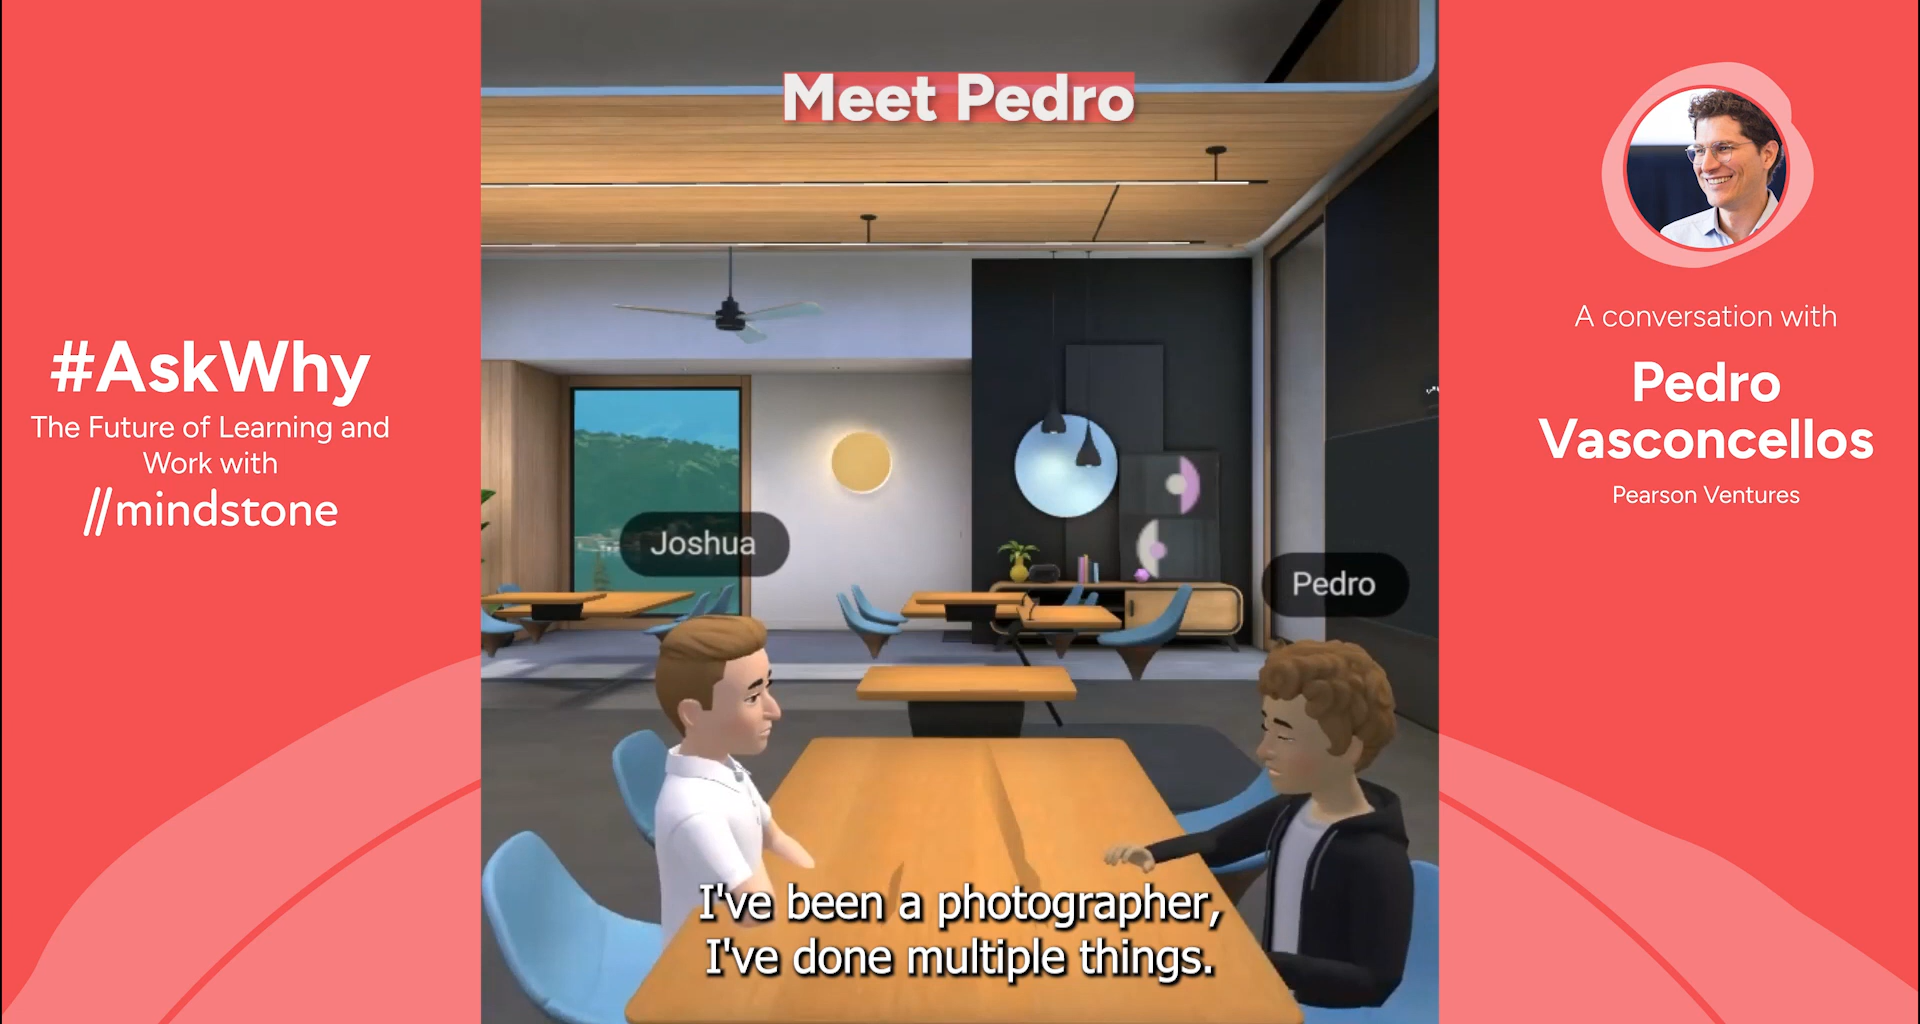 #AskWhy
The Future of Learning and
Work with
//mindstone
Meet Pedro
Joshua
Pedro
I've been a photographer,
I've done multiple things.
A conversation with
Pedro
Vasconcellos
Pearson Ventures